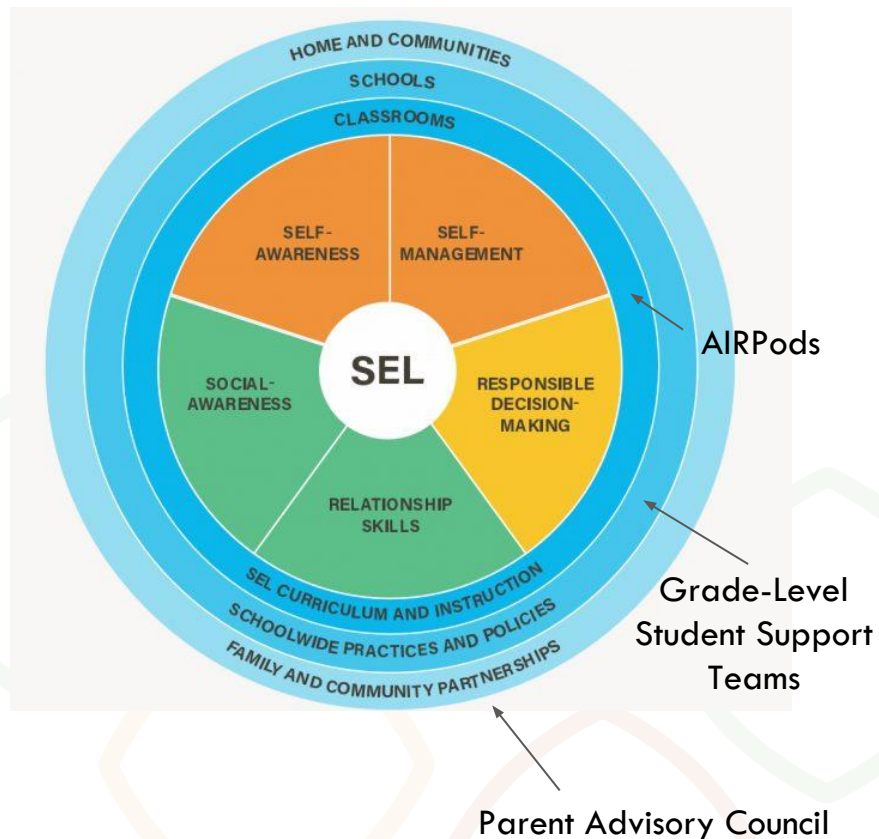 HOME AND COMMUNITIES
SCHOOLS
CLASSROOMS
SELF-
AWARENESS
SELF-
MANAGEMENT
AIRPods
SEL
SOCIAL-
AWARENESS
RESPONSIBLE
DECISION-
MAKING
RELATIONSHIP
SKILLS
SEL CURRICULUM AND INSTRUCTION
SCHOOLWIDE PRACTICES AND POLICIES
FAMILY AND COMMUNITY PARTNERSHIPS
Grade-Level
Student Support
Teams
Parent Advisory Council